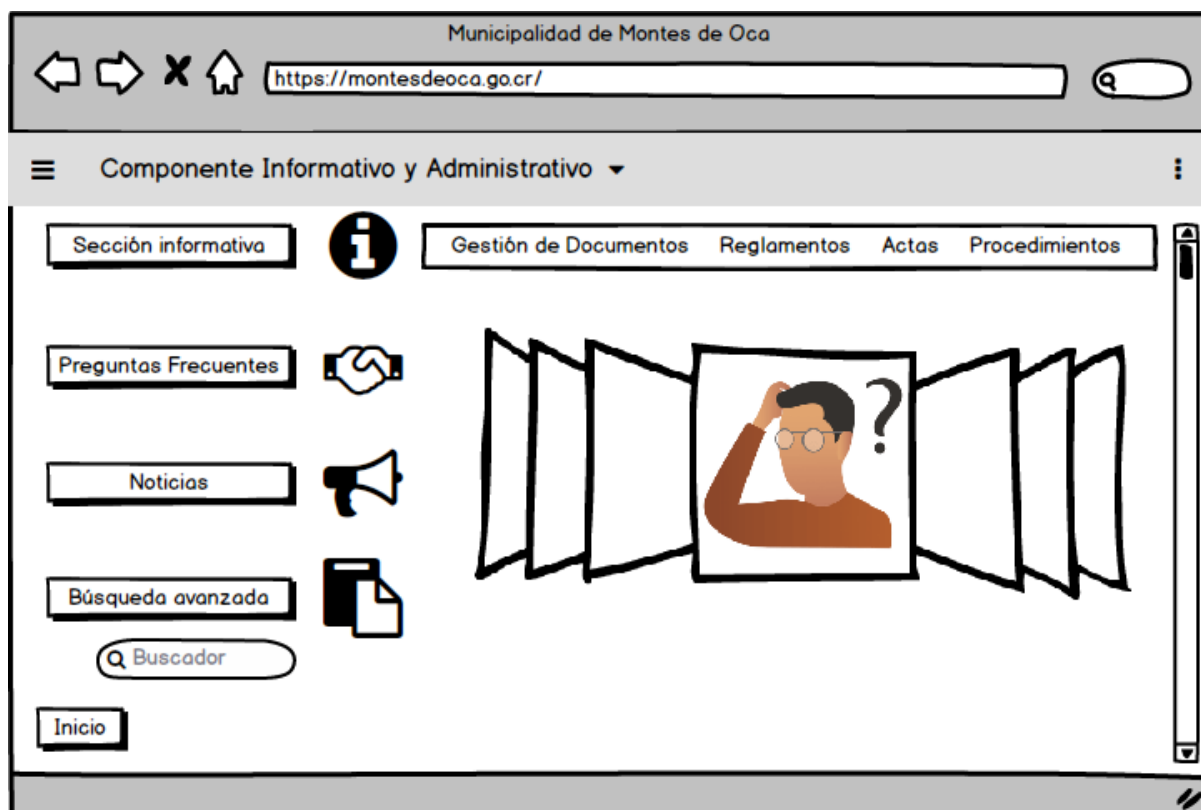 Municipalidad de Montes de Oca
https://montesdeoca.go.cr/
Componente Informativo y Administrativo
Sección informativa
Gestión de Documentos Reglamentos Actas Procedimientos
Preguntas Frecuentes
?
Noticias
Búsqueda avanzada
Buscador
Inicio